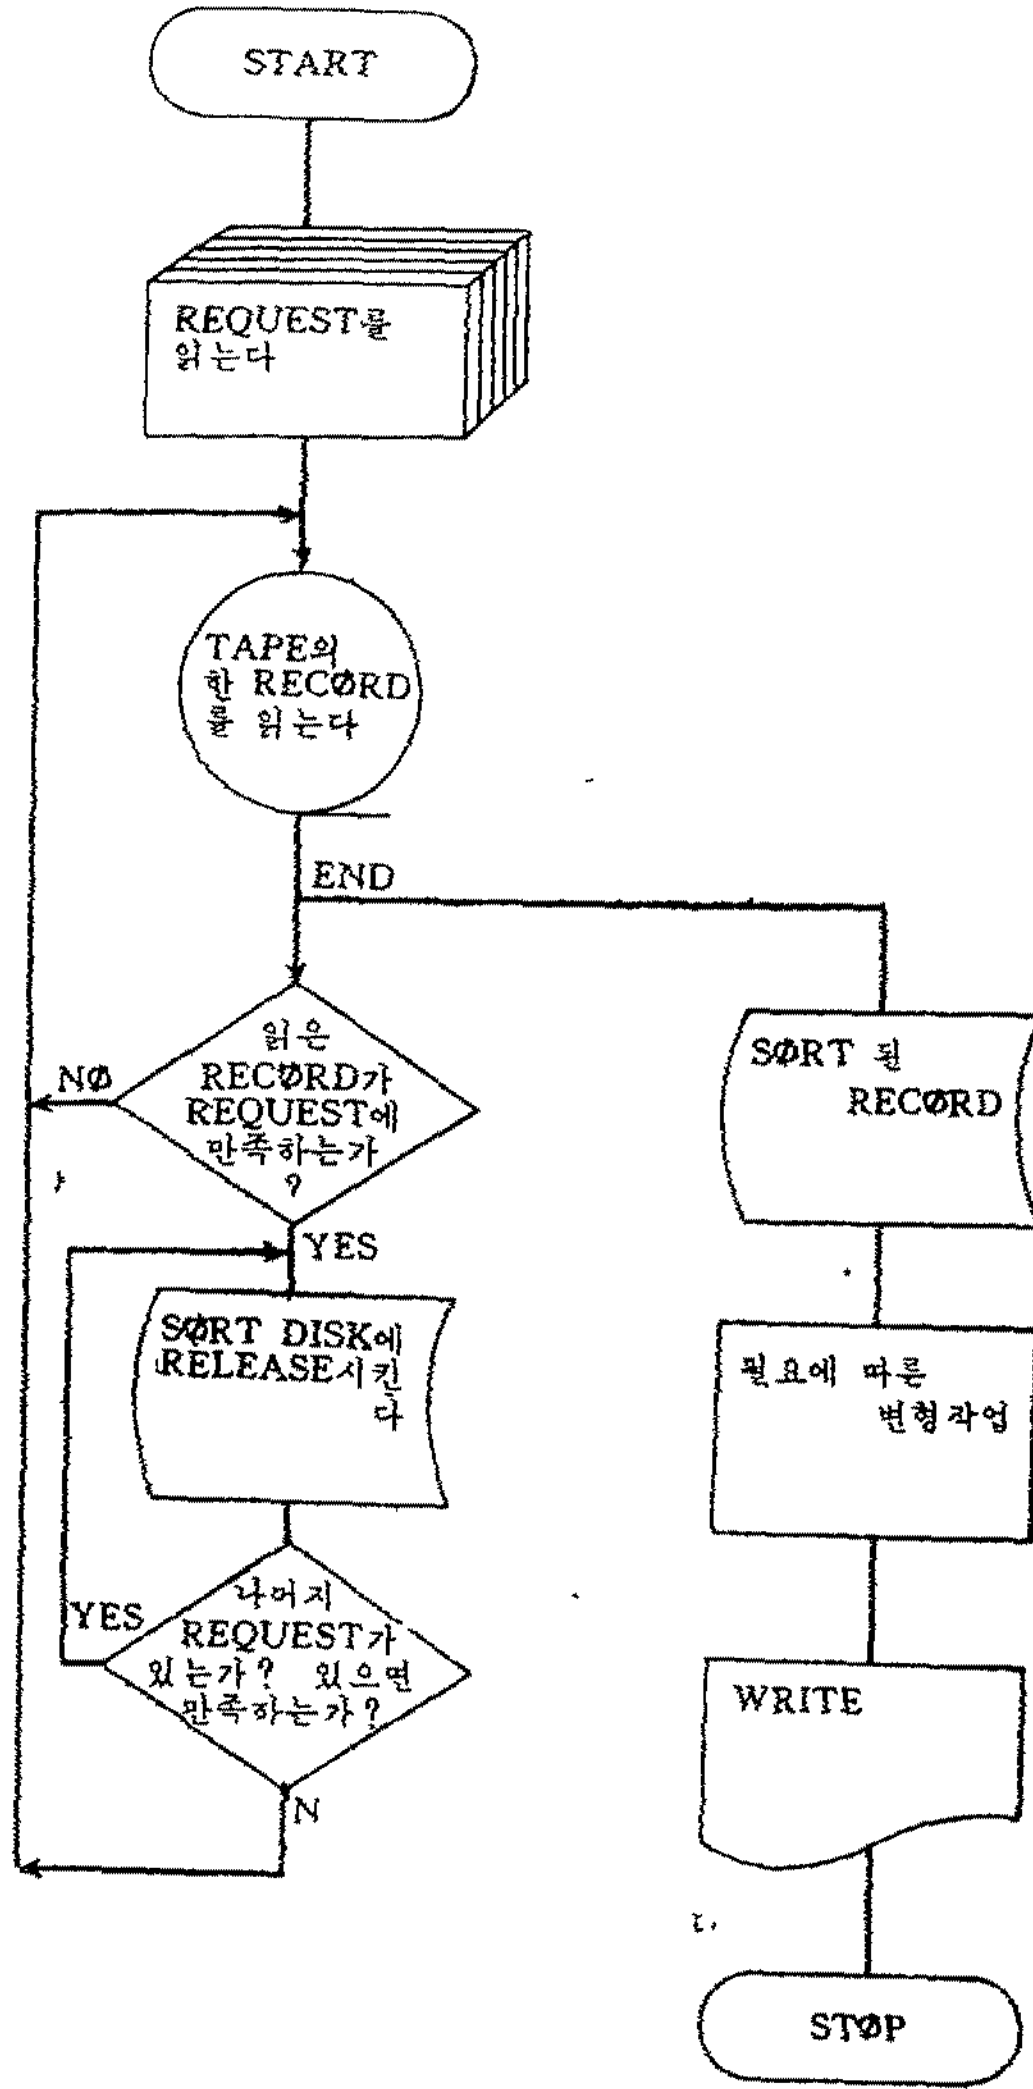 START
REQUEST를
읽는다
TAPE의
한 RECØRD
를 읽는다
END
읽은
RECØRD가
REQUEST에
만족하는가
?
NØ
YES
SØRT DISK에
RELEASE시킨
다
나머지
REQUEST가
있는가? 있으면
만족하는가?
YES
N
SØRT 된
RECØRD
필요에 따른
변형작업
WRITE
STØP